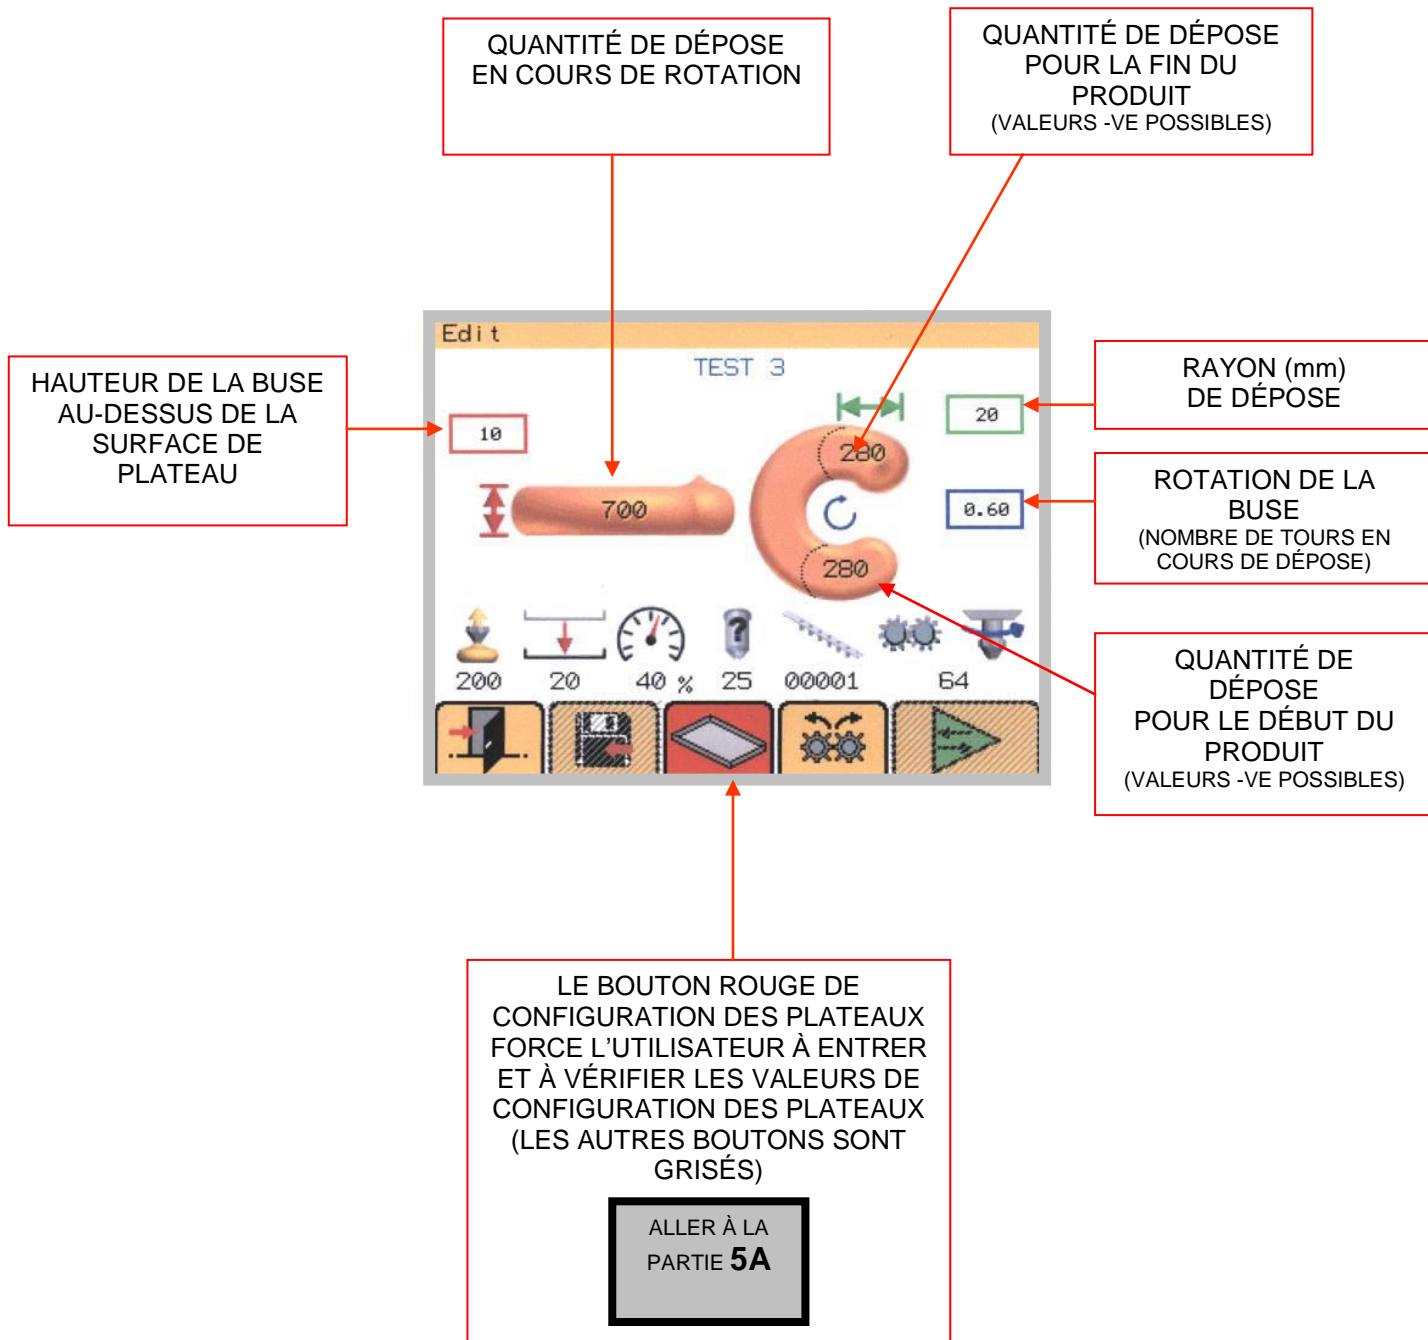 QUANTITÉ DE DÉPOSE
EN COURS DE ROTATION
QUANTITÉ DE DÉPOSE
POUR LA FIN DU
PRODUIT
(VALEURS -VE POSSIBLES)
HAUTEUR DE LA BUSE
AU-DESSUS DE LA
SURFACE DE
PLATEAU
Edit
TEST 3
10
700
280
280
20
0.60
?
200
20
40 %
25
00001
64
RAYON (mm)
DE DÉPOSE
ROTATION DE LA
BUSE
(NOMBRE DE TOURS EN
COURS DE DÉPOSE)
QUANTITÉ DE
DÉPOSE
POUR LE DÉBUT DU
PRODUIT
(VALEURS -VE POSSIBLES)
LE BOUTON ROUGE DE
CONFIGURATION DES PLATEAUX
FORCE L'UTILISATEUR À ENTRER
ET À VÉRIFIER LES VALEURS DE
CONFIGURATION DES PLATEAUX
(LES AUTRES BOUTONS SONT
GRISÉS)
ALLER À LA
PARTIE 5A